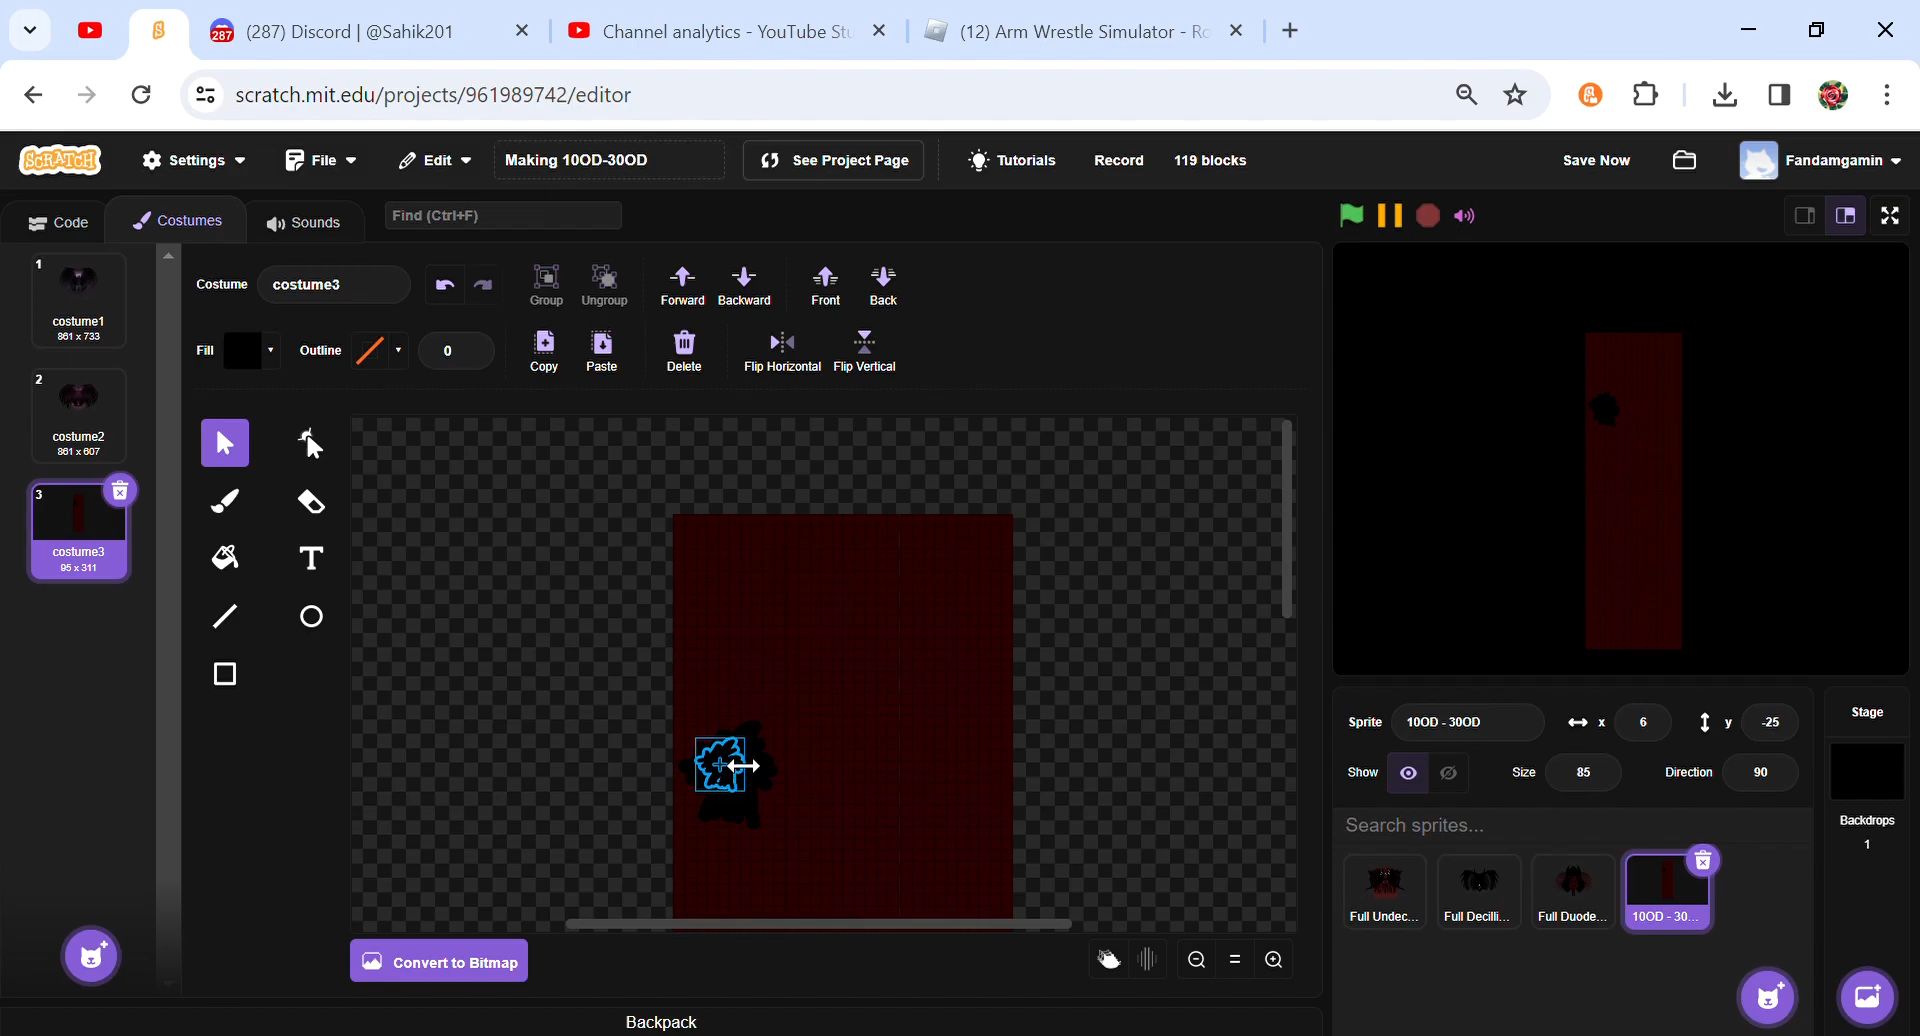 287
(287) Discord | @Sahik201
Channel analytics - YouTube Stu
(12) Arm Wrestle Simulator - Ro
scratch.mit.edu/projects/961989742/editor
SCRATCH
Settings
File
Edit
Making 10OD-30OD
See Project Page
Tutorials
Record
119 blocks
Save Now
Fandamgamin
Code
Costumes
Sounds
Find (Ctrl+F)
1
costume1
861 x 733
2
costume2
861 x 607
3
costume3
95 x 311
Costume
costume3
Group
Ungroup
Forward
Backward
Front
Back
Fill
Outline
0
Copy
Paste
Delete
Flip Horizontal
Flip Vertical
Convert to Bitmap
Backpack
Sprite
10OD - 30OD
x
6
y
-25
Show
Size
85
Direction
90
Search sprites...
Full Undec...
Full Decilli...
Full Duode...
10OD - 30...
Stage
Backdrops
1